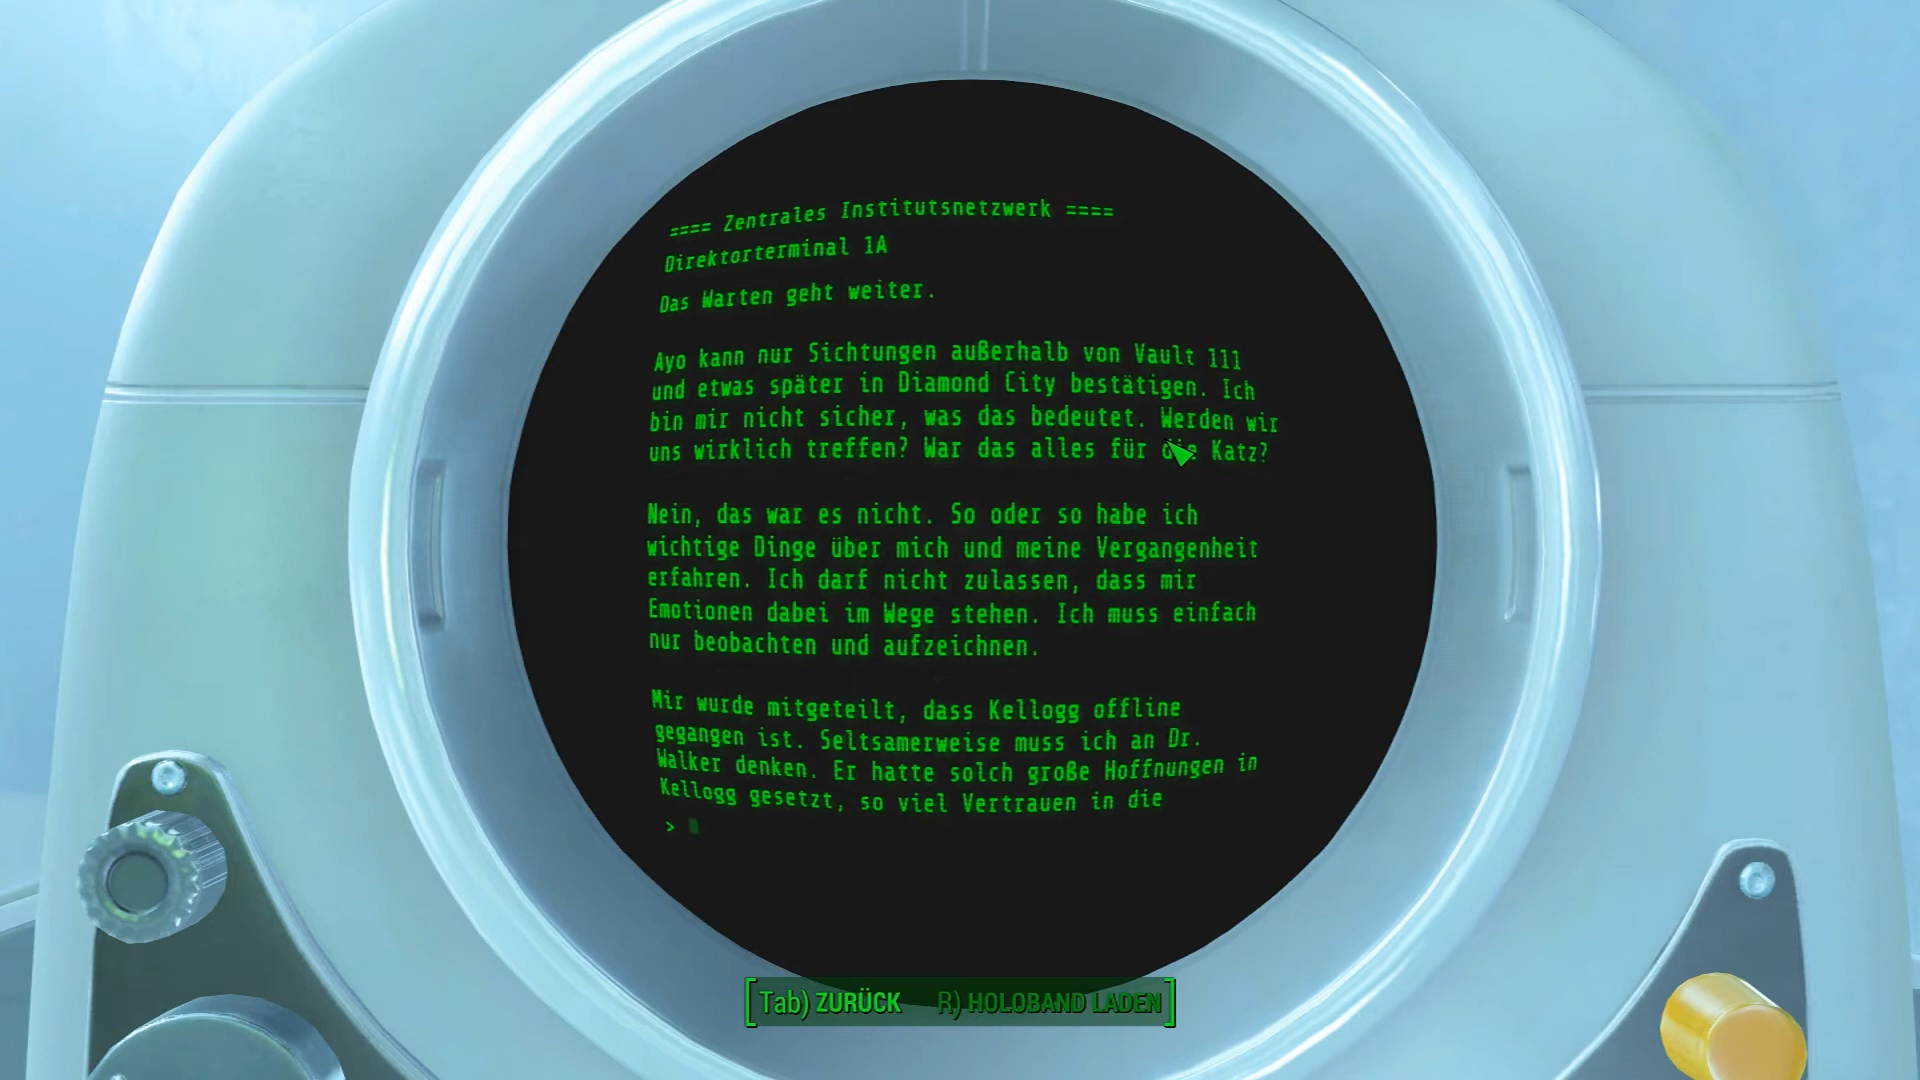 ==== Zentrales Institutsnetzwerk ====
Direktorterminal 1A
Das Warten geht weiter.
Ayo kann nur Sichtungen außerhalb von Vault 111
und etwas später in Diamond City bestätigen. Ich
bin mir nicht sicher, was das bedeutet. Werden wir
uns wirklich treffen? War das alles für die Katz?
Nein, das war es nicht. So oder so habe ich
wichtige Dinge über mich und meine Vergangenheit
erfahren. Ich darf nicht zulassen, dass mir
Emotionen dabei im Wege stehen. Ich muss einfach
nur beobachten und aufzeichnen.
Mir wurde mitgeteilt, dass Kellogg offline
gegangen ist. Seltsamerweise muss ich an Dr.
Walker denken. Er hatte solch große Hoffnungen in
Kellogg gesetzt, so viel Vertrauen in die
>
Tab) ZURÜCK R) HOLOBAND LADEN